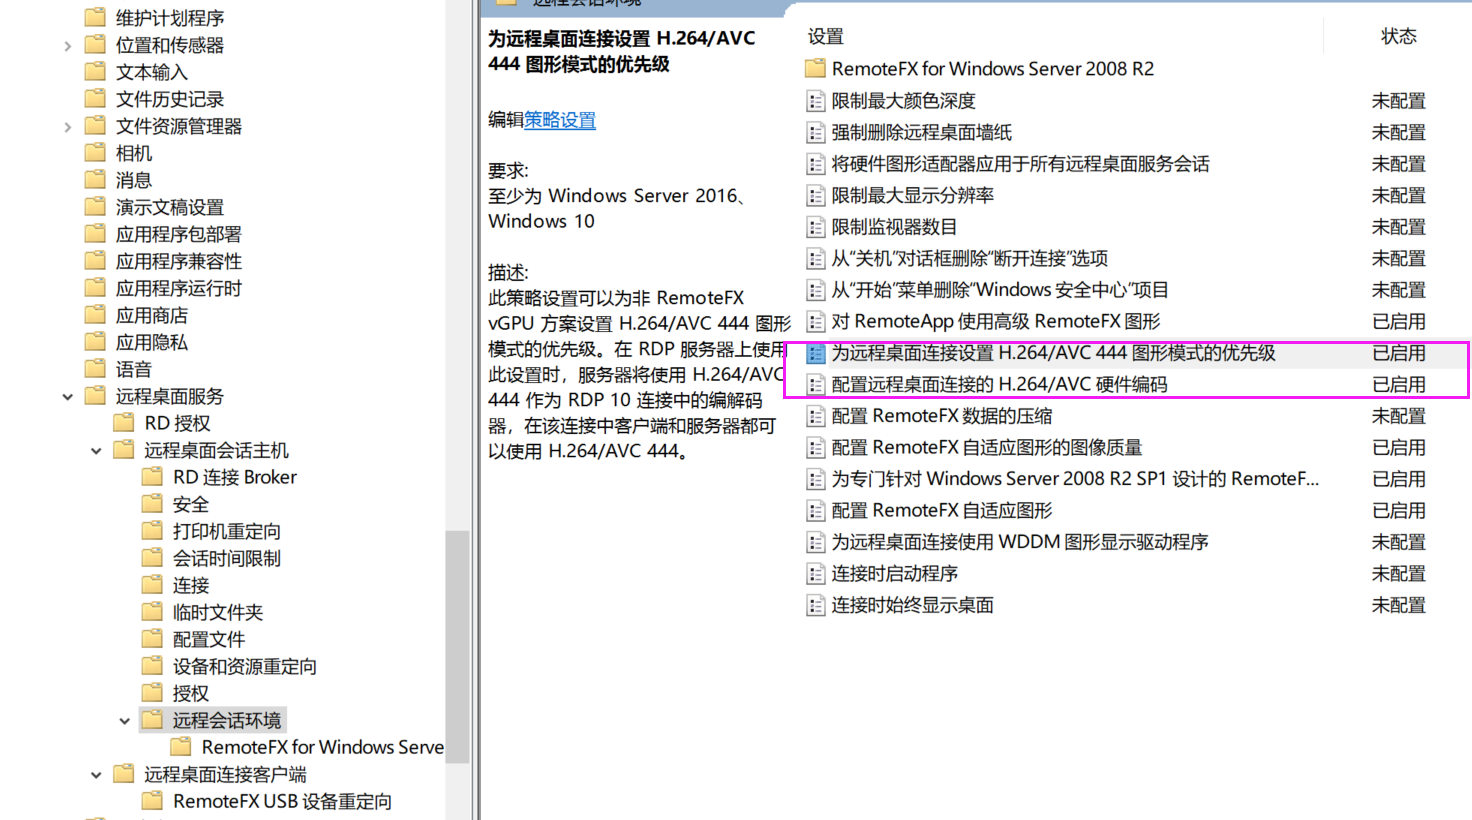 维护计划程序
位置和传感器
文本输入
文件历史记录
文件资源管理器
相机
消息
演示文稿设置
应用程序包部署
应用程序兼容性
应用程序运行时
应用商店
应用隐私
语音
远程桌面服务
RD 授权
远程桌面会话主机
RD 连接 Broker
安全
打印机重定向
会话时间限制
连接
临时文件夹
配置文件
设备和资源重定向
授权
远程会话环境
RemoteFX for Windows Serve
远程桌面连接客户端
RemoteFX USB 设备重定向
远程会话环境
为远程桌面连接设置 H.264/AVC
444 图形模式的优先级
编辑策略设置
要求:
至少为 Windows Server 2016、
Windows 10
描述:
此策略设置可以为非 RemoteFX
vGPU 方案设置 H.264/AVC 444 图形
模式的优先级。在 RDP 服务器上使用
此设置时，服务器将使用 H.264/AVC
444 作为 RDP 10 连接中的编解码
器，在该连接中客户端和服务器都可
以使用 H.264/AVC 444。
设置 状态
RemoteFX for Windows Server 2008 R2
限制最大颜色深度 未配置
强制删除远程桌面墙纸 未配置
将硬件图形适配器应用于所有远程桌面服务会话 未配置
限制最大显示分辨率 未配置
限制监视器数目 未配置
从“关机”对话框删除“断开连接”选项 未配置
从“开始”菜单删除“Windows 安全中心”项目 未配置
对 RemoteApp 使用高级 RemoteFX 图形 已启用
为远程桌面连接设置 H.264/AVC 444 图形模式的优先级 已启用
配置远程桌面连接的 H.264/AVC 硬件编码 已启用
配置 RemoteFX 数据的压缩 未配置
配置 RemoteFX 自适应图形的图像质量 已启用
为专门针对 Windows Server 2008 R2 SP1 设计的 RemoteF... 已启用
配置 RemoteFX 自适应图形 已启用
为远程桌面连接使用 WDDM 图形显示驱动程序 未配置
连接时启动程序 未配置
连接时始终显示桌面 未配置